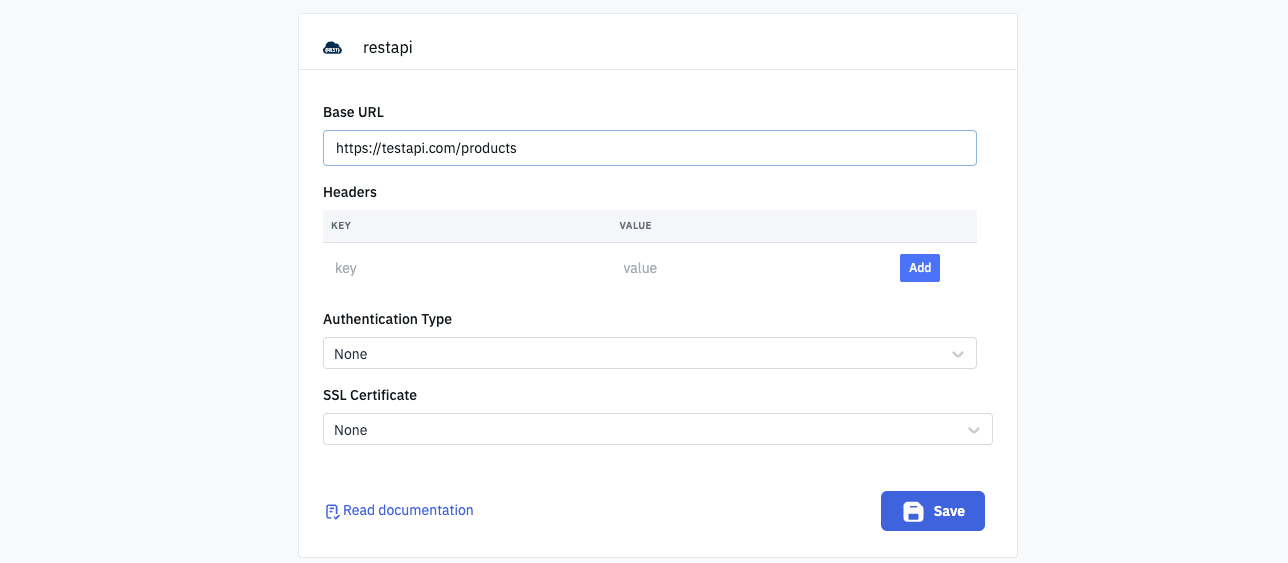 {REST} restapi
Base URL
https://testapi.com/products
Headers
KEY VALUE
key value Add
Authentication Type
None
SSL Certificate
None
Read documentation Save